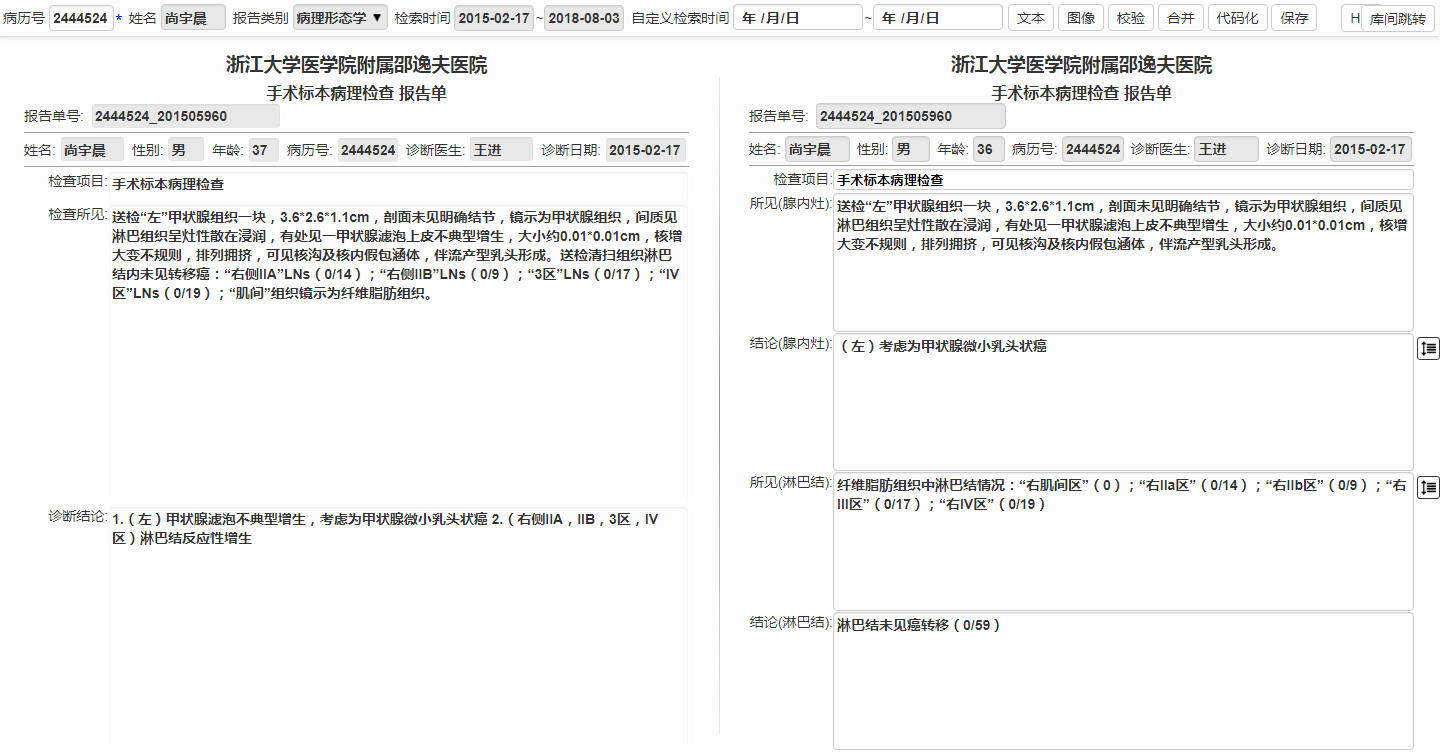 病历号 2444524 * 姓名 尚宇晨 报告类别 病理形态学 ▼ 检索时间 2015-02-17 ~ 2018-08-03 自定义检索时间 年 /月/日 ~ 年 /月/日 文本 图像 校验 合并 代码化 保存 H 库间跳转
浙江大学医学院附属邵逸夫医院
手术标本病理检查 报告单
报告单号: 2444524_201505960
姓名: 尚宇晨 性别: 男 年龄: 37 病历号: 2444524 诊断医生: 王进 诊断日期: 2015-02-17
检查项目: 手术标本病理检查
检查所见: 送检“左”甲状腺组织一块，3.6*2.6*1.1cm，剖面未见明确结节，镜示为甲状腺组织，间质见
淋巴组织呈灶性散在浸润，有处见一甲状腺滤泡上皮不典型增生，大小约0.01*0.01cm，核增
大变不规则，排列拥挤，可见核沟及核内假包涵体，伴流产型乳头形成。送检清扫组织淋巴
结内未见转移癌：“右侧IIA”LNs（0/14）；“右侧IIB”LNs（0/9）；“3区”LNs（0/17）；“IV
区”LNs（0/19）；“肌间”组织镜示为纤维脂肪组织。
诊断结论: 1.（左）甲状腺滤泡不典型增生，考虑为甲状腺微小乳头状癌 2.（右侧IIA，IIB，3区，IV
区）淋巴结反应性增生
浙江大学医学院附属邵逸夫医院
手术标本病理检查 报告单
报告单号: 2444524_201505960
姓名: 尚宇晨 性别: 男 年龄: 36 病历号: 2444524 诊断医生: 王进 诊断日期: 2015-02-17
检查项目: 手术标本病理检查
所见(腺内灶): 送检“左”甲状腺组织一块，3.6*2.6*1.1cm，剖面未见明确结节，镜示为甲状腺组织，间质见
淋巴组织呈灶性散在浸润，有处见一甲状腺滤泡上皮不典型增生，大小约0.01*0.01cm，核增
大变不规则，排列拥挤，可见核沟及核内假包涵体，伴流产型乳头形成。
结论(腺内灶): （左）考虑为甲状腺微小乳头状癌
所见(淋巴结): 纤维脂肪组织中淋巴结情况：“右肌间区”（0）；“右IIa区”（0/14）；“右IIb区”（0/9）；“右
III区”（0/17）；“右IV区”（0/19）
结论(淋巴结): 淋巴结未见癌转移（0/59）